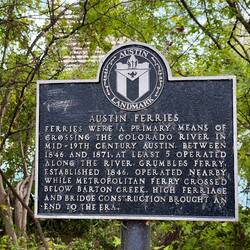 AUSTIN
LANDMARK
AUSTIN FERRIES
FERRIES WERE A PRIMARY MEANS OF
CROSSING THE COLORADO RIVER IN
MID-19TH CENTURY AUSTIN. BETWEEN
1846 AND 1871, AT LEAST 5 OPERATED
ALONG THE RIVER. GRUMBLES FERRY,
ESTABLISHED 1846, OPERATED NEARBY,
WHILE METROPOLITAN FERRY CROSSED
BELOW BARTON CREEK. HIGH FERRIAGE
AND BRIDGE CONSTRUCTION BROUGHT AN
END TO THE ERA.